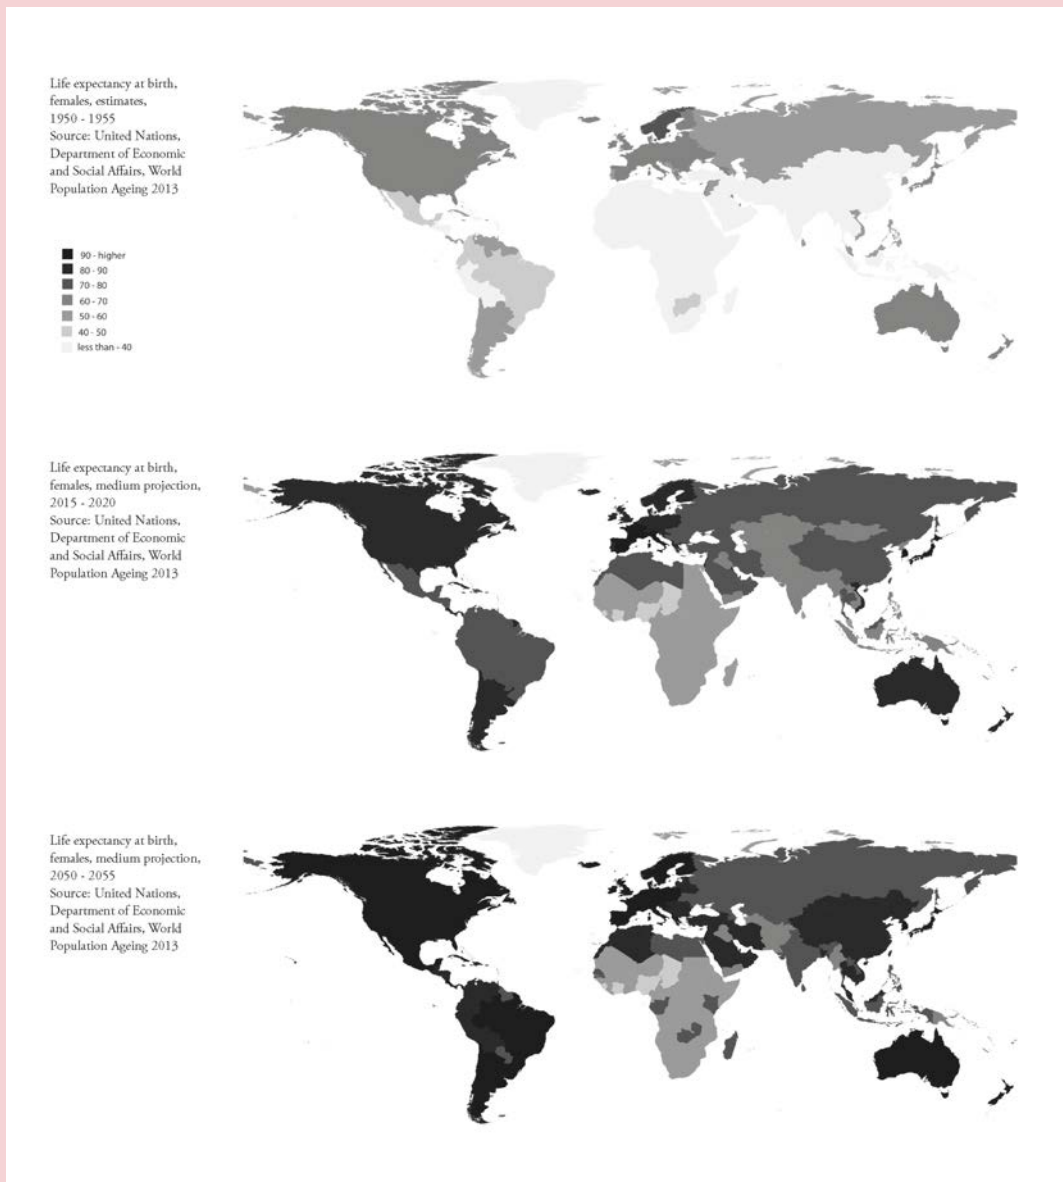 Life expectancy at birth,
females, estimates,
1950 - 1955
Source: United Nations,
Department of Economic
and Social Affairs, World
Population Ageing 2013
90 - higher
80 - 90
70 - 80
60 - 70
50 - 60
40 - 50
less than - 40
Life expectancy at birth,
females, medium projection,
2015 - 2020
Source: United Nations,
Department of Economic
and Social Affairs, World
Population Ageing 2013
Life expectancy at birth,
females, medium projection,
2050 - 2055
Source: United Nations,
Department of Economic
and Social Affairs, World
Population Ageing 2013